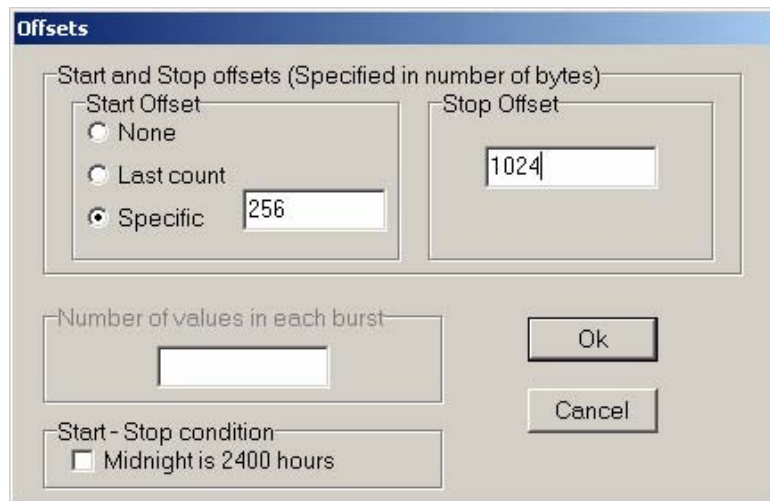 Offsets
Start and Stop offsets (Specified in number of bytes)
Start Offset
None
Last count
Specific
256
Stop Offset
1024
Number of values in each burst
Ok
Cancel
Start - Stop condition
Midnight is 2400 hours